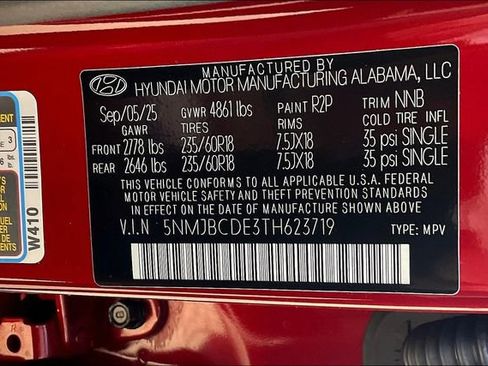 MANUFACTURED BY
HYUNDAI MOTOR MANUFACTURING ALABAMA, LLC
Sep/05/25 GVWR 4861 lbs PAINT R2P TRIM NNB
GAWR TIRES RIMS COLD TIRE INFL
FRONT 2778 lbs 235/60R18 7.5JX18 35 psi SINGLE
REAR 2646 lbs 235/60R18 7.5JX18 35 psi SINGLE
THIS VEHICLE CONFORMS TO ALL APPLICABLE U.S.A. FEDERAL
MOTOR VEHICLE SAFETY AND THEFT PREVENTION STANDARDS
IN EFFECT ON THE DATE OF MANUFACTURE SHOWN ABOVE.
V.I.N 5NMJBCDE3TH623719 TYPE: MPV
W410
3